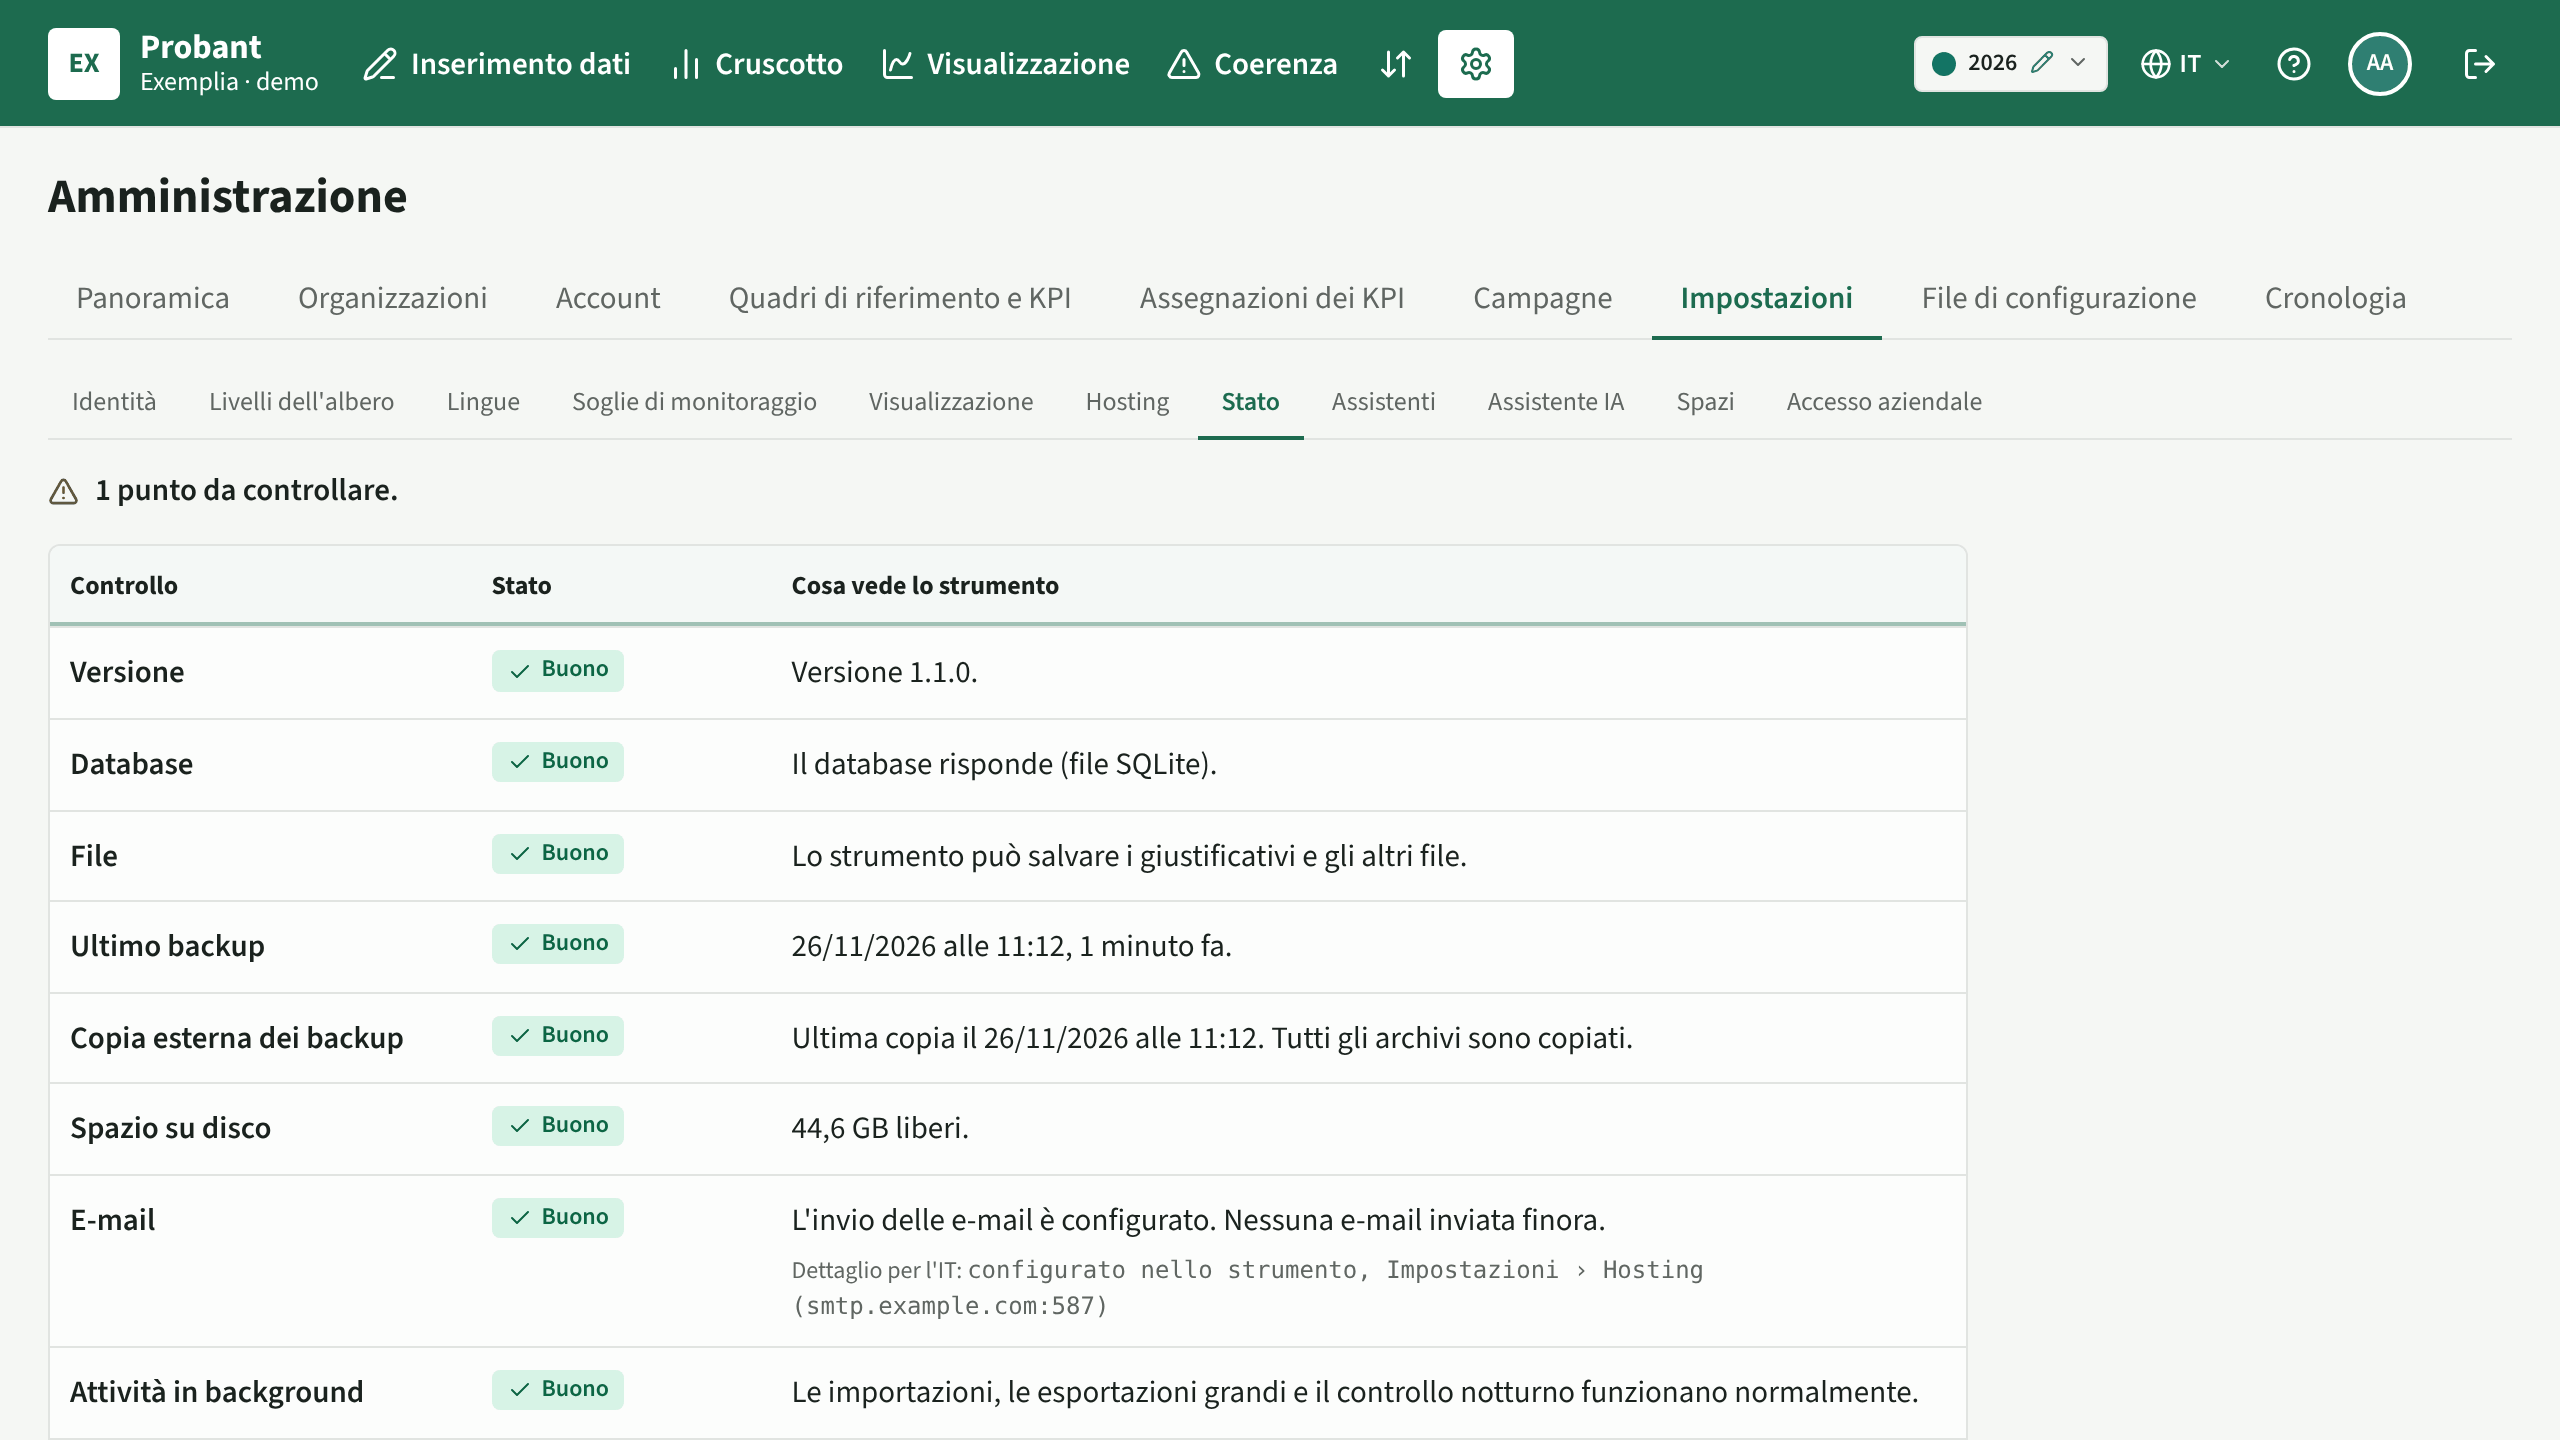 EX
Probant
Exemplia · demo
Inserimento dati
Cruscotto
Visualizzazione
Coerenza
2026
IT
AA
Amministrazione
Panoramica
Organizzazioni
Account
Quadri di riferimento e KPI
Assegnazioni dei KPI
Campagne
Impostazioni
File di configurazione
Cronologia
Identità
Livelli dell'albero
Lingue
Soglie di monitoraggio
Visualizzazione
Hosting
Stato
Assistenti
Assistente IA
Spazi
Accesso aziendale
1 punto da controllare.
Controllo Stato Cosa vede lo strumento
Versione Buono Versione 1.1.0.
Database Buono Il database risponde (file SQLite).
File Buono Lo strumento può salvare i giustificativi e gli altri file.
Ultimo backup Buono 26/11/2026 alle 11:12, 1 minuto fa.
Copia esterna dei backup Buono Ultima copia il 26/11/2026 alle 11:12. Tutti gli archivi sono copiati.
Spazio su disco Buono 44,6 GB liberi.
E-mail Buono L'invio delle e-mail è configurato. Nessuna e-mail inviata finora.
Dettaglio per l'IT: configurato nello strumento, Impostazioni › Hosting
(smtp.example.com:587)
Attività in background Buono Le importazioni, le esportazioni grandi e il controllo notturno funzionano normalmente.